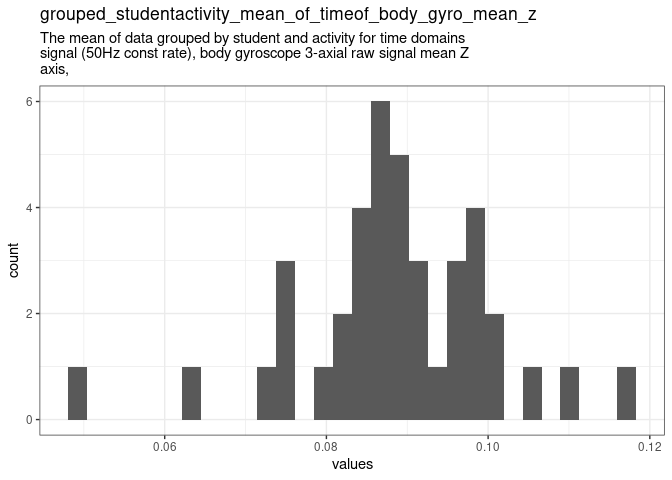 grouped_studentactivity_mean_of_timeof_body_gyro_mean_z
The mean of data grouped by student and activity for time domains
signal (50Hz const rate), body gyroscope 3-axial raw signal mean Z
axis,
6
4
2
0
count
0.06 0.08 0.10 0.12
values